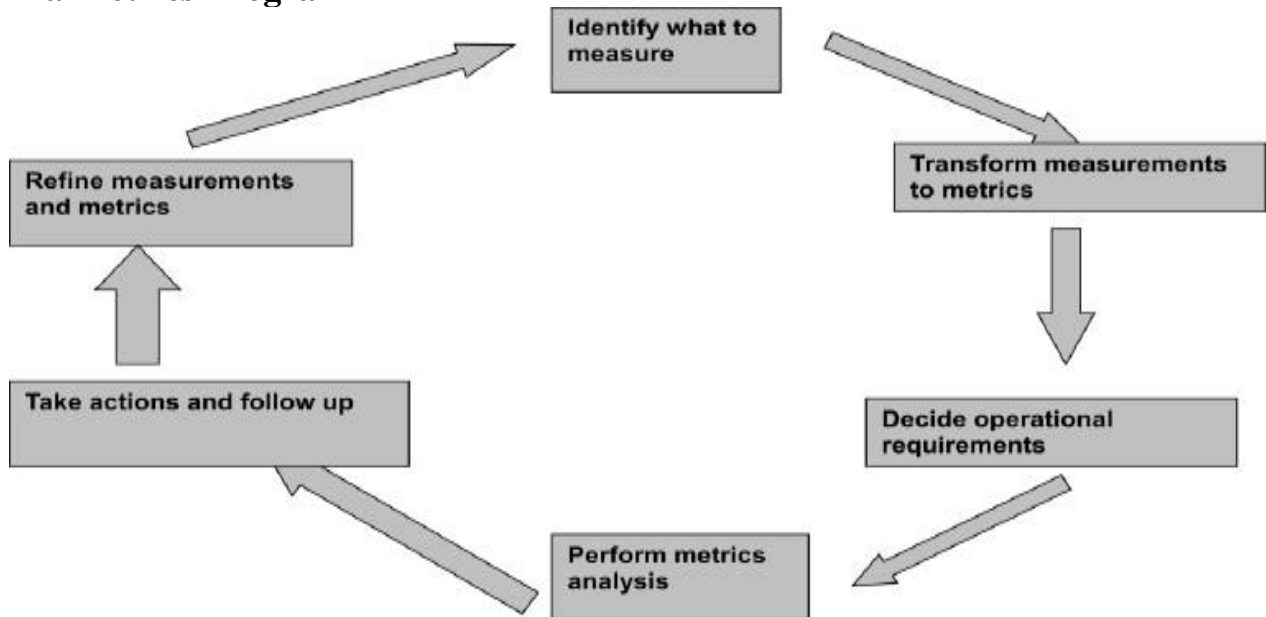 Identify what to
measure
Transform measurements
to metrics
Decide operational
requirements
Perform metrics
analysis
Take actions and follow up
Refine measurements
and metrics